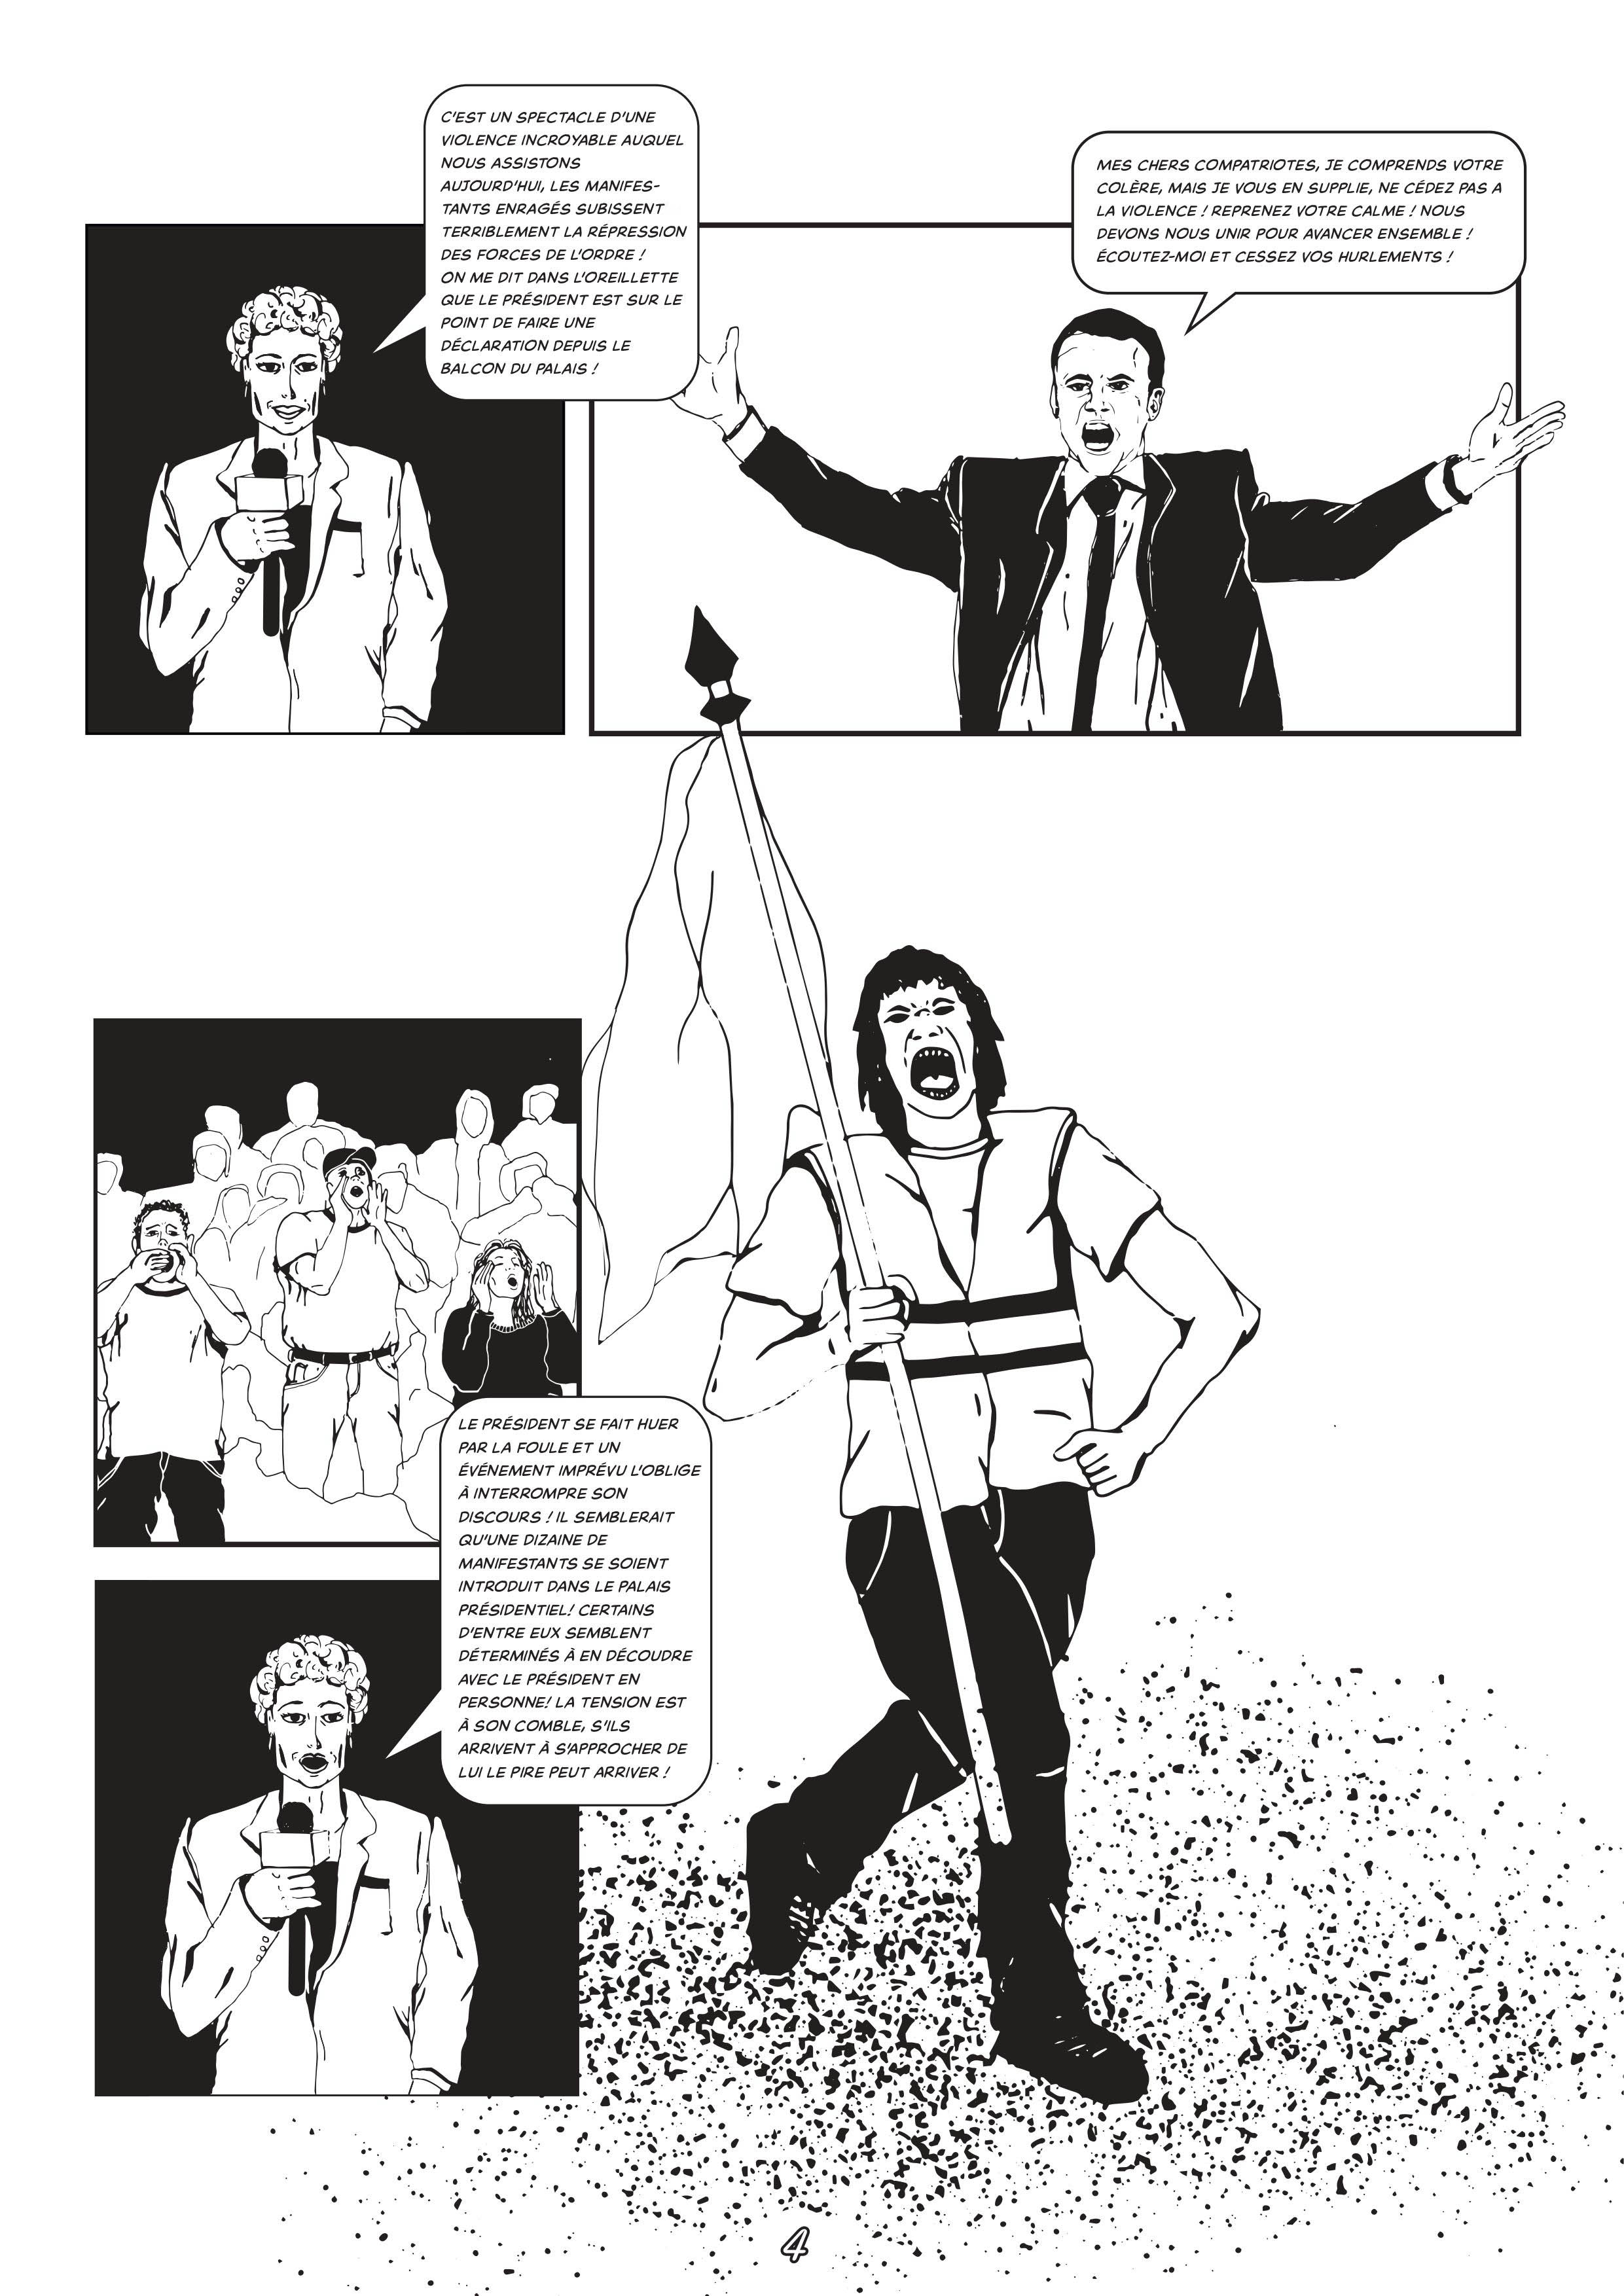 C'EST UN SPECTACLE D'UNE
VIOLENCE INCROYABLE AUQUEL
NOUS ASSISTONS
AUJOURD'HUI, LES MANIFES-
TANTS ENRAGÉS SUBISSENT
TERRIBLEMENT LA RÉPRESSION
DES FORCES DE L'ORDRE !
ON ME DIT DANS L'OREILLETTE
QUE LE PRÉSIDENT EST SUR LE
POINT DE FAIRE UNE
DÉCLARATION DEPUIS LE
BALCON DU PALAIS !
MES CHERS COMPATRIOTES, JE COMPRENDS VOTRE
COLÈRE, MAIS JE VOUS EN SUPPLIE, NE CÉDEZ PAS A
LA VIOLENCE ! REPRENEZ VOTRE CALME ! NOUS
DEVONS NOUS UNIR POUR AVANCER ENSEMBLE !
ÉCOUTEZ-MOI ET CESSEZ VOS HURLEMENTS !
LE PRÉSIDENT SE FAIT HUER
PAR LA FOULE ET UN
ÉVÉNEMENT IMPRÉVU L'OBLIGE
À INTERROMPRE SON
DISCOURS ! IL SEMBLERAIT
QU'UNE DIZAINE DE
MANIFESTANTS SE SOIENT
INTRODUIT DANS LE PALAIS
PRÉSIDENTIEL! CERTAINS
D'ENTRE EUX SEMBLENT
DÉTERMINÉS À EN DÉCOUDRE
AVEC LE PRÉSIDENT EN
PERSONNE! LA TENSION EST
À SON COMBLE, S'ILS
ARRIVENT À S'APPROCHER DE
LUI LE PIRE PEUT ARRIVER !
4